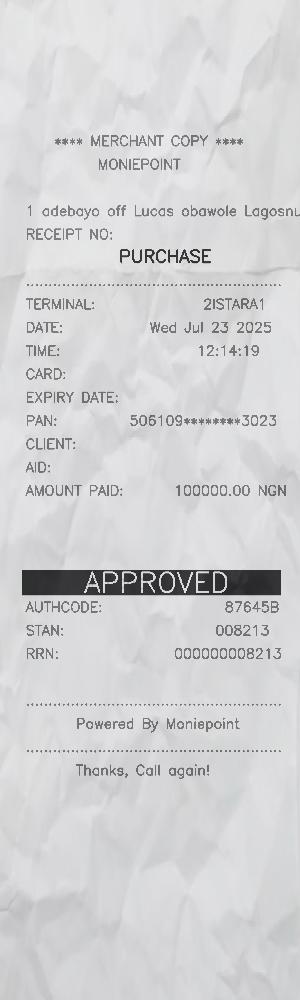 **** MERCHANT COPY ****
MONIEPOINT
1 adebayo off Lucas obawole Lagosnu
RECEIPT NO:
PURCHASE
TERMINAL: 2ISTARA1
DATE: Wed Jul 23 2025
TIME: 12:14:19
CARD:
EXPIRY DATE:
PAN: 506109********3023
CLIENT:
AID:
AMOUNT PAID: 100000.00 NGN
APPROVED
AUTHCODE: 87645B
STAN: 008213
RRN: 000000008213
Powered By Moniepoint
Thanks, Call again!